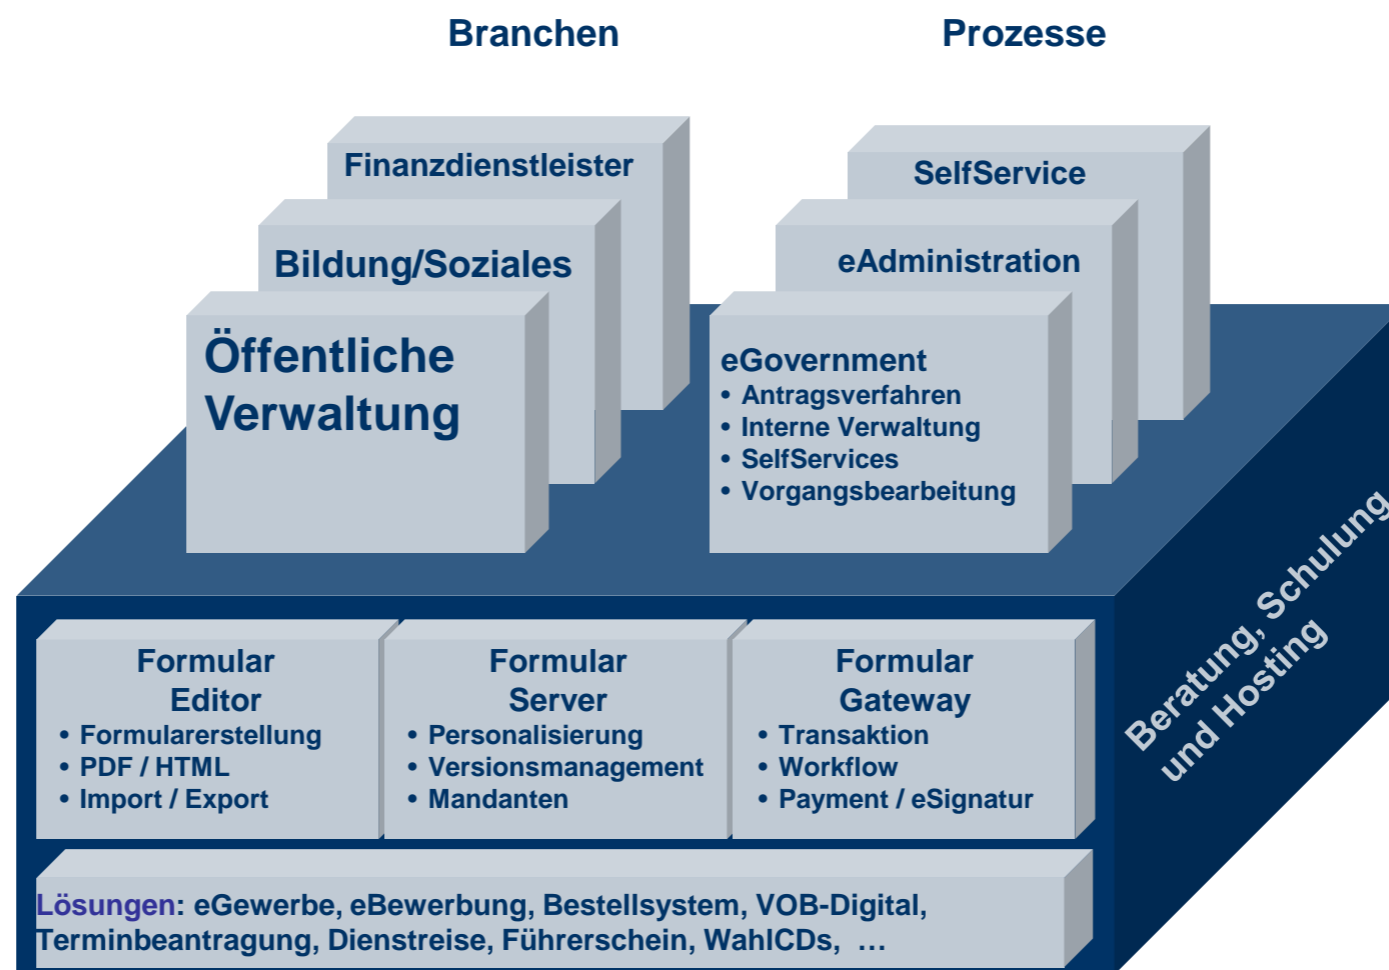 Branchen
Prozesse
Finanzdienstleister
Bildung/Soziales
Öffentliche
Verwaltung
SelfService
eAdministration
eGovernment
• Antragsverfahren
• Interne Verwaltung
• SelfServices
• Vorgangsbearbeitung
Formular
Editor
• Formularerstellung
• PDF / HTML
• Import / Export
Formular
Server
• Personalisierung
• Versionsmanagement
• Mandanten
Formular
Gateway
• Transaktion
• Workflow
• Payment / eSignatur
Beratung, Schulung
und Hosting
Lösungen: eGewerbe, eBewerbung, Bestellsystem, VOB-Digital,
Terminbeantragung, Dienstreise, Führerschein, WahlCDs, …